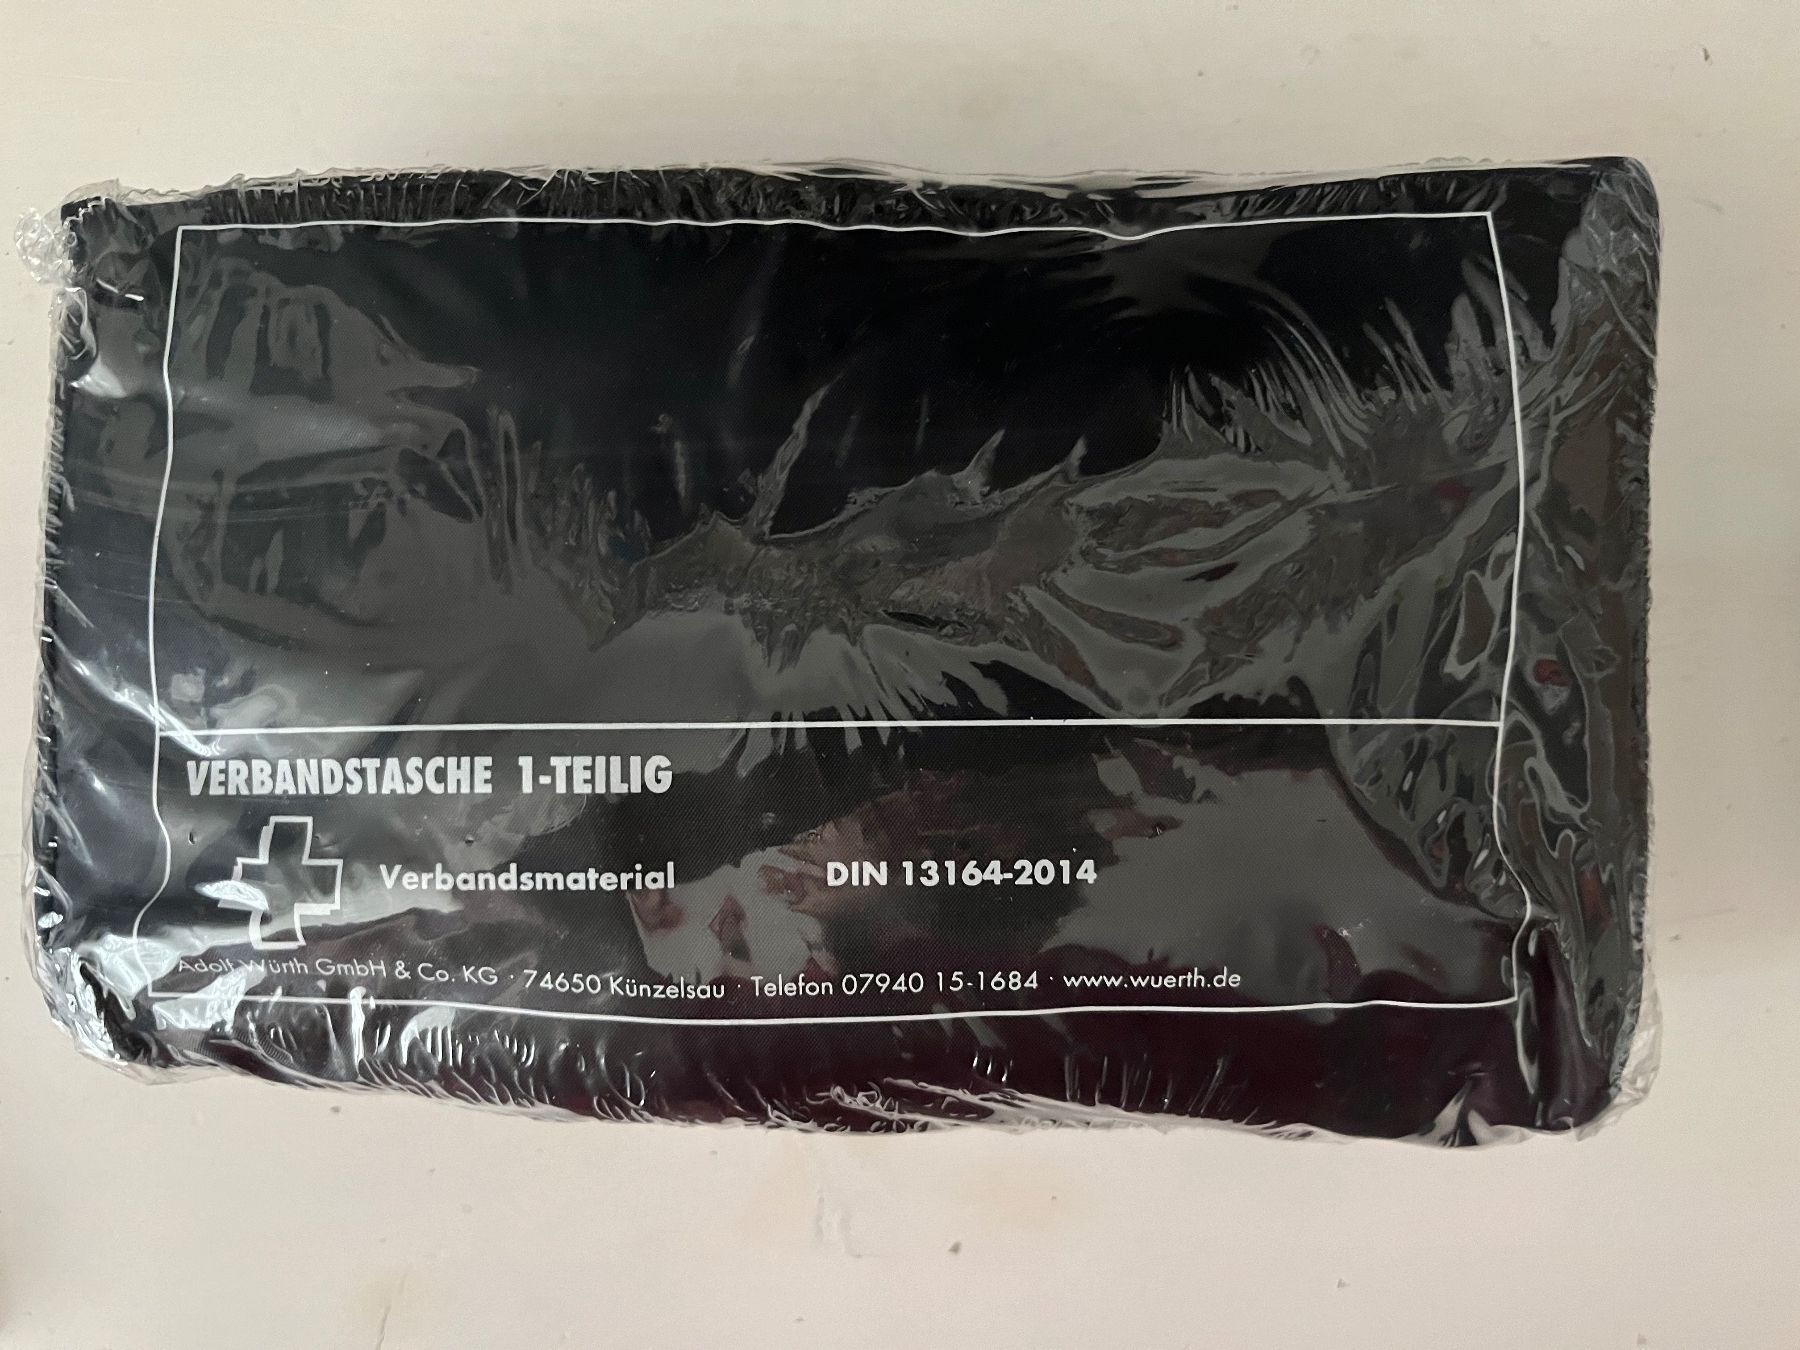 VERBANDSTASCHE 1-TEILIG
Verbandsmaterial DIN 13164-2014
Adolf Würth GmbH & Co. KG · 74650 Künzelsau · Telefon 07940 15-1684 · www.wuerth.de